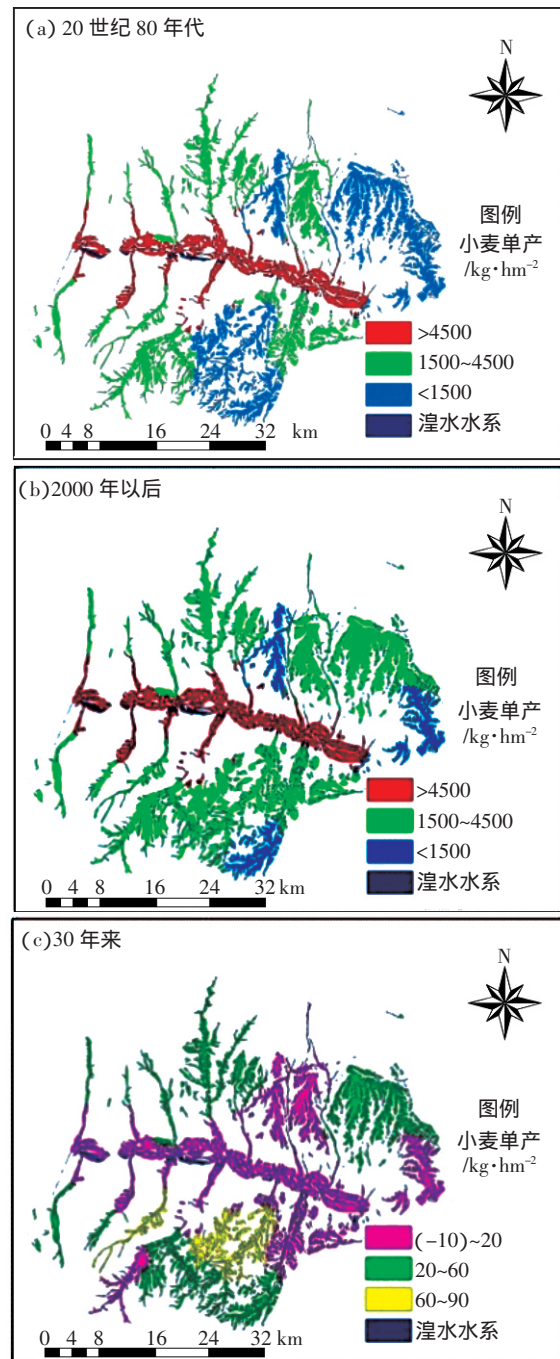 (a) 20 世纪 80 年代
N
图例
小麦单产
/kg·hm⁻²
>4500
1500~4500
<1500
湟水水系
0 4 8 16 24 32 km
(b)2000 年以后
N
图例
小麦单产
/kg·hm⁻²
>4500
1500~4500
<1500
湟水水系
0 4 8 16 24 32 km
(c)30 年来
N
图例
小麦单产
/kg·hm⁻²
(-10)~20
20~60
60~90
湟水水系
0 4 8 16 24 32 km